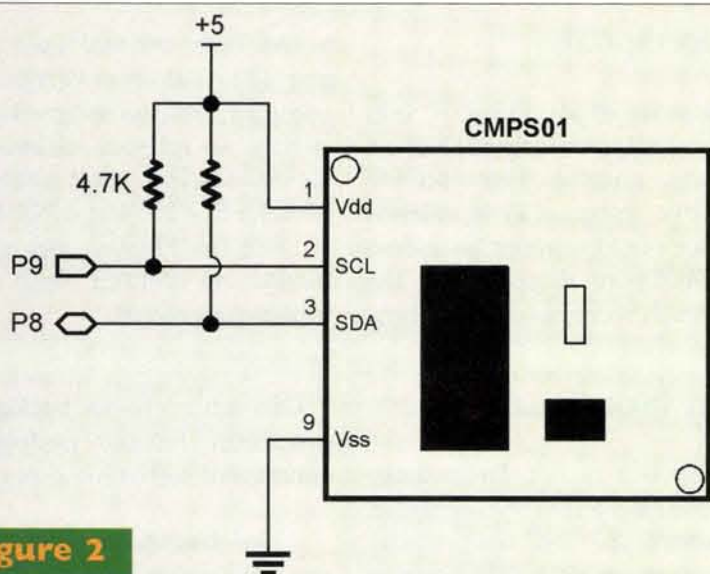 +5
CMPS01
4.7K
1
Vdd
P9
2
SCL
P8
3
SDA
9
Vss
gure 2